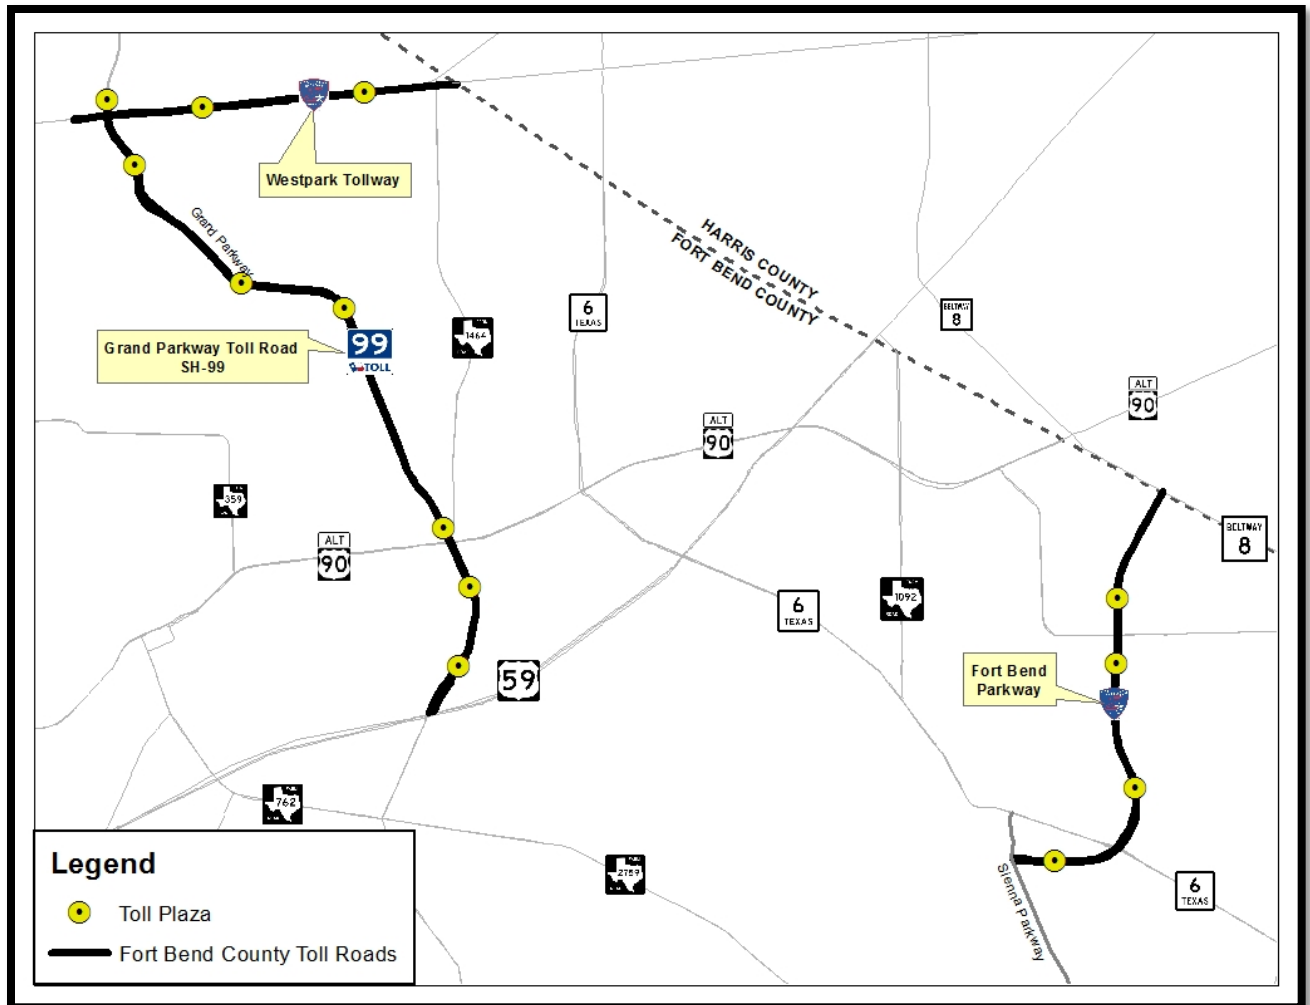 Westpark Tollway
Grand Parkway
HARRIS COUNTY
FORT BEND COUNTY
6
TEXAS
BELTWAY
8
1464
99
TOLL
Grand Parkway Toll Road
SH-99
ALT
90
ALT
90
359
ALT
90
BELTWAY
8
6
TEXAS
1092
59
Fort Bend
Parkway
762
2759
Sienna Parkway
6
TEXAS
Legend
Toll Plaza
Fort Bend County Toll Roads